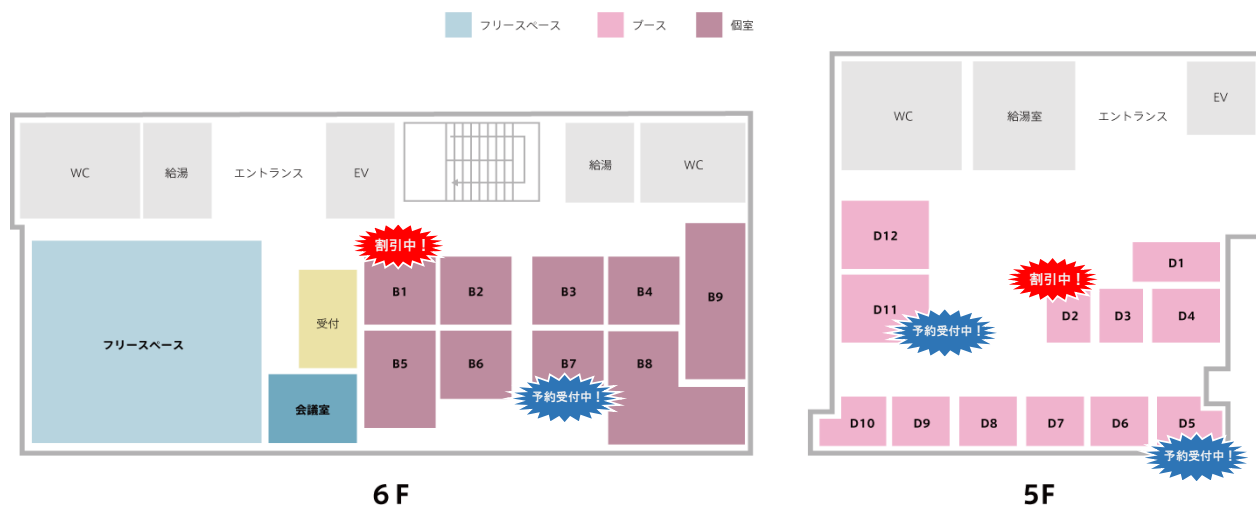 フリースペース
ブース
個室
WC
給湯
エントランス
EV
給湯
WC
割引中！
B1
B2
B3
B4
B9
受付
フリースペース
B5
B6
B7
B8
予約受付中！
会議室
6F
WC
給湯室
エントランス
EV
D12
D1
割引中！
D11
予約受付中！
D2
D3
D4
D10
D9
D8
D7
D6
D5
予約受付中！
5F